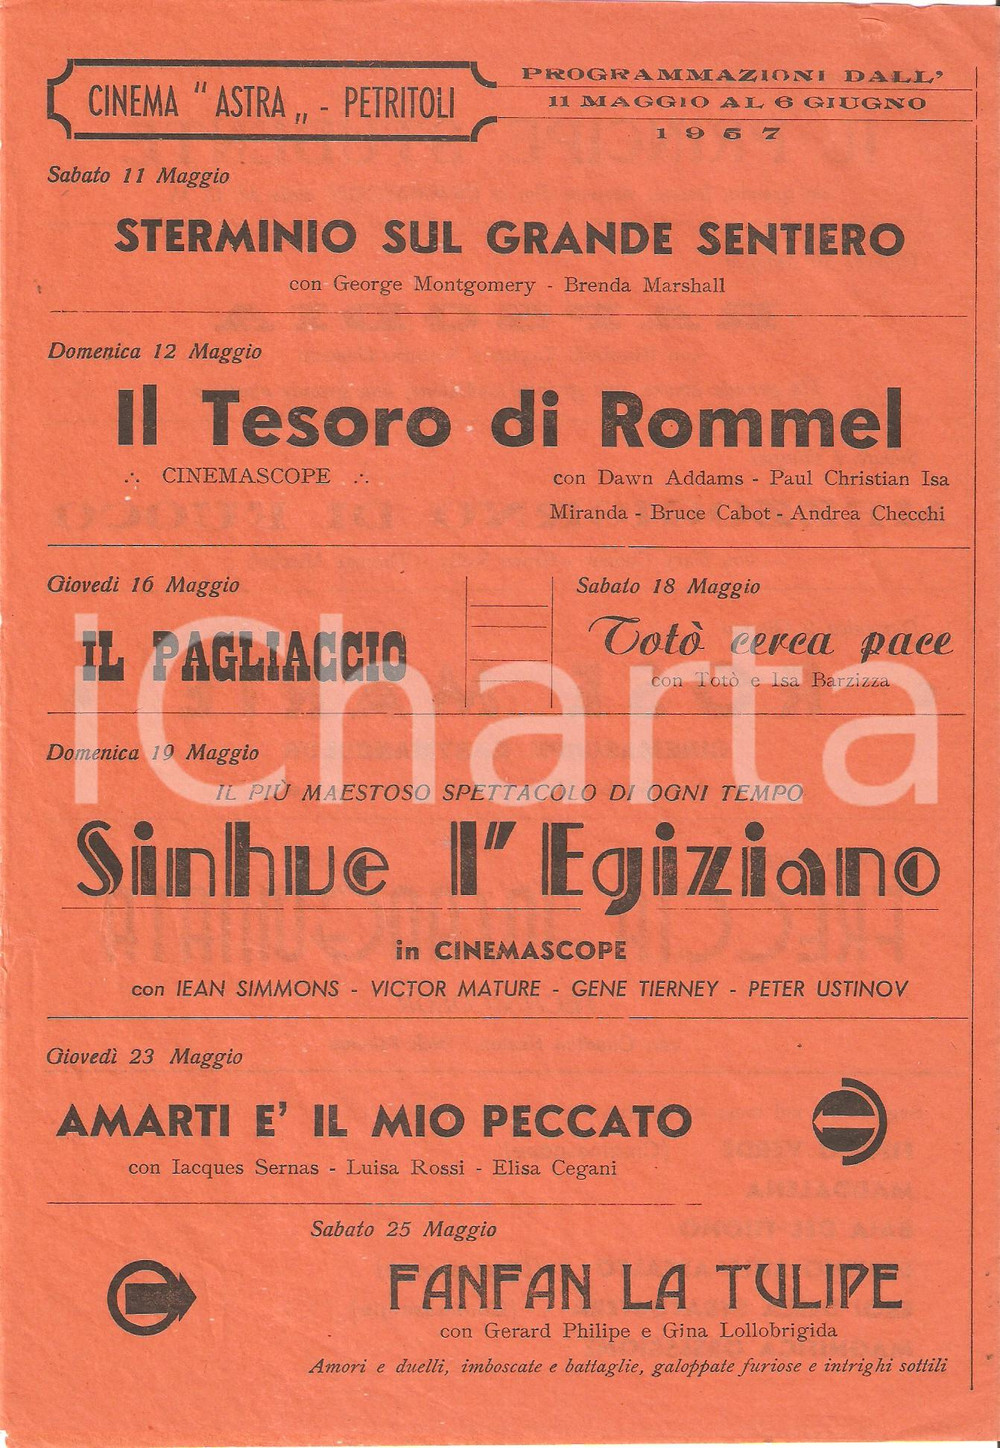 CINEMA "ASTRA„ - PETRITOLI
PROGRAMMAZIONI DALL'
11 MAGGIO AL 6 GIUGNO
1957
Sabato 11 Maggio
STERMINIO SUL GRANDE SENTIERO
con George Montgomery - Brenda Marshall
Domenica 12 Maggio
Il Tesoro di Rommel
∴ CINEMASCOPE ∴
con Dawn Addams - Paul Christian Isa
Miranda - Bruce Cabot - Andrea Checchi
Giovedì 16 Maggio
IL PAGLIACCIO
Sabato 18 Maggio
Totò cerca pace
con Totò e Isa Barzizza
iCharta
Domenica 19 Maggio
IL PIÙ MAESTOSO SPETTACOLO DI OGNI TEMPO
Sinhue l'Egiziano
in CINEMASCOPE
con IEAN SIMMONS - VICTOR MATURE - GENE TIERNEY - PETER USTINOV
Giovedì 23 Maggio
AMARTI E' IL MIO PECCATO
con Iacques Sernas - Luisa Rossi - Elisa Cegani
Sabato 25 Maggio
FANFAN LA TULIPE
con Gerard Philipe e Gina Lollobrigida
Amori e duelli, imboscate e battaglie, galoppate furiose e intrighi sottili